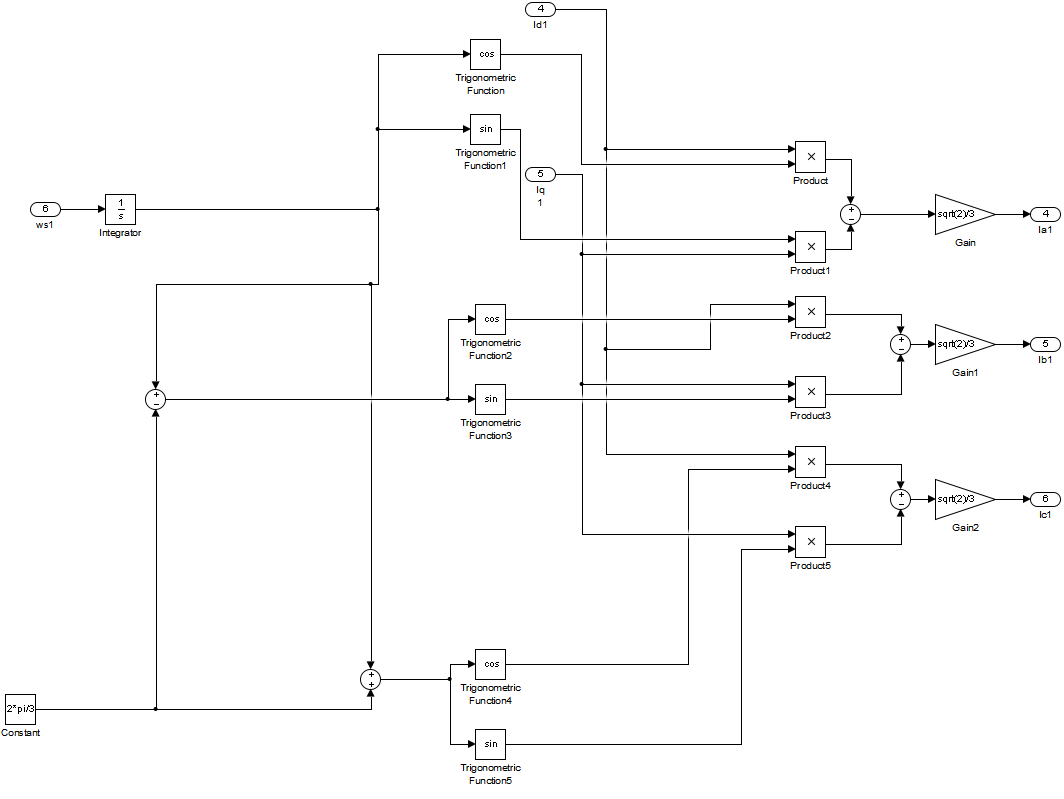 4
Id1
cos
Trigonometric
Function
sin
Trigonometric
Function1
×
Product
5
Iq
1
6
ws1
1
s
Integrator
+
−
sqrt(2)/3
Gain
4
Ia1
×
Product1
cos
Trigonometric
Function2
×
Product2
+
−
sqrt(2)/3
Gain1
5
Ib1
+
−
sin
Trigonometric
Function3
×
Product3
×
Product4
+
−
sqrt(2)/3
Gain2
6
Ic1
×
Product5
+
+
cos
Trigonometric
Function4
2*pi/3
Constant
sin
Trigonometric
Function5